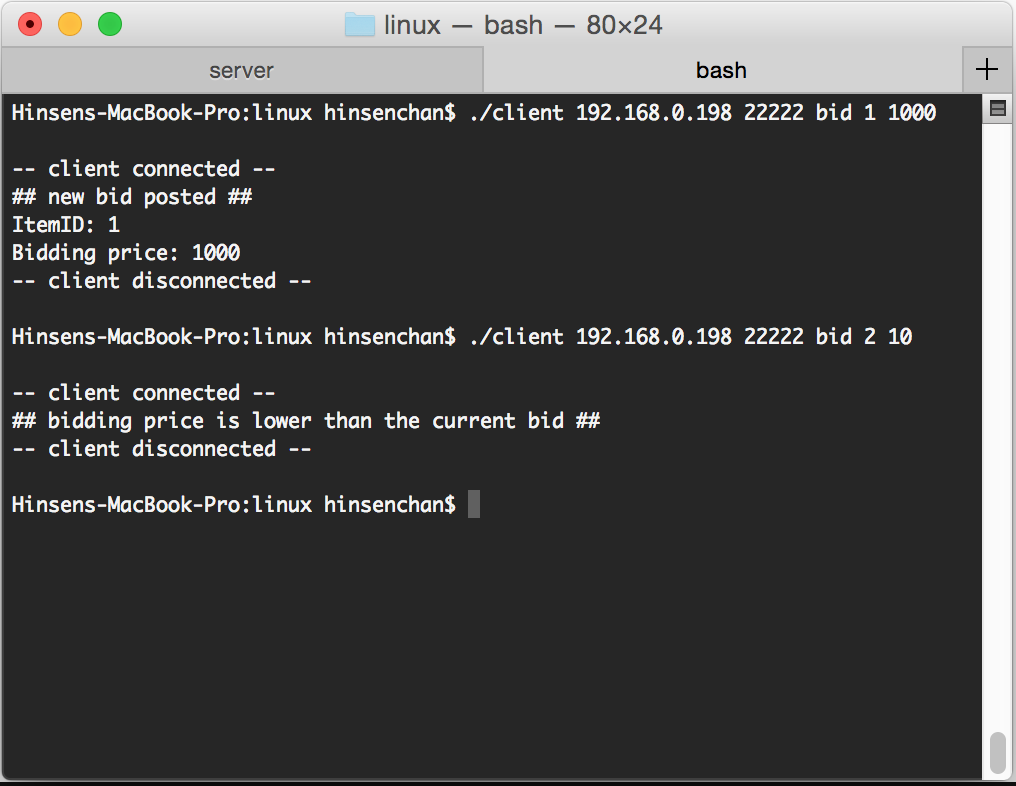 linux — bash — 80×24
server
bash
Hinsens-MacBook-Pro:linux hinsenchan$ ./client 192.168.0.198 22222 bid 1 1000
-- client connected --
## new bid posted ##
ItemID: 1
Bidding price: 1000
-- client disconnected --
Hinsens-MacBook-Pro:linux hinsenchan$ ./client 192.168.0.198 22222 bid 2 10
-- client connected --
## bidding price is lower than the current bid ##
-- client disconnected --
Hinsens-MacBook-Pro:linux hinsenchan$